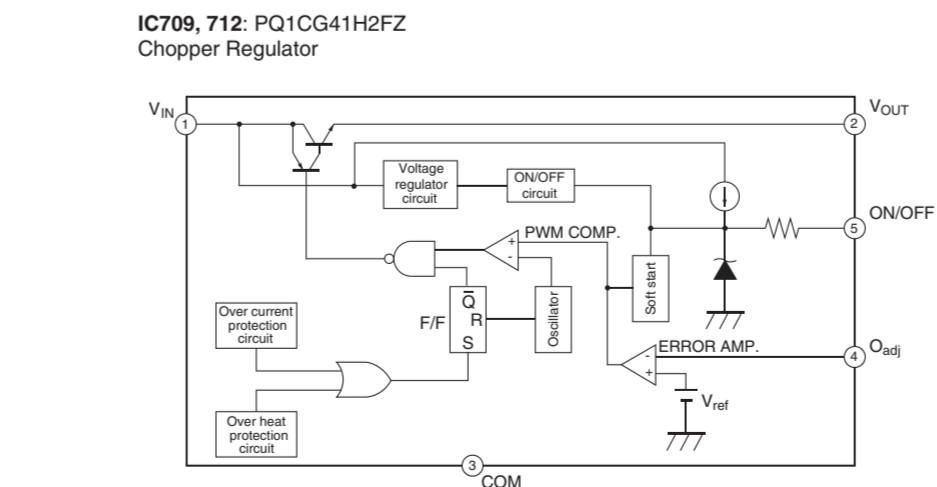 IC709, 712: PQ1CG41H2FZ
Chopper Regulator
VIN
1
VOUT
2
Voltage
regulator
circuit
ON/OFF
circuit
ON/OFF
5
PWM COMP.
+
-
Soft start
Over current
protection
circuit
F/F
Q̅
R
S
Oscillator
ERROR AMP.
-
+
Oadj
4
Vref
Over heat
protection
circuit
3
COM